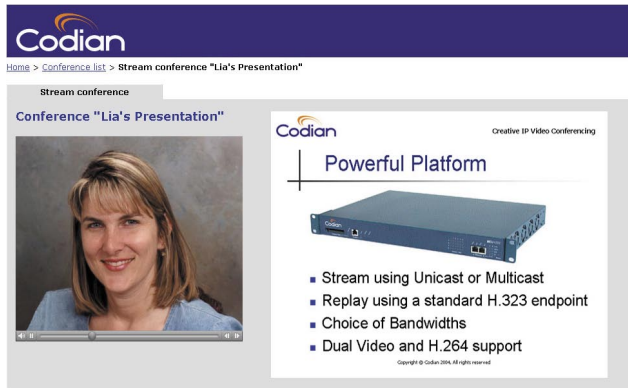 Codian
Home > Conference list > Stream conference "Lia's Presentation"
Stream conference
Conference "Lia's Presentation"
Codian
Creative IP Video Conferencing
Powerful Platform
Codian
Stream using Unicast or Multicast
Replay using a standard H.323 endpoint
Choice of Bandwidths
Dual Video and H.264 support
Copyright @ Codian 2004, All rights reserved